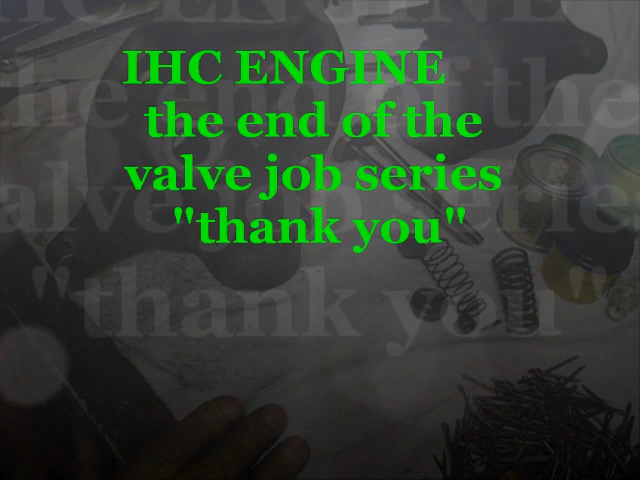 IHC ENGINE
the end of the
valve job series
"thank you"